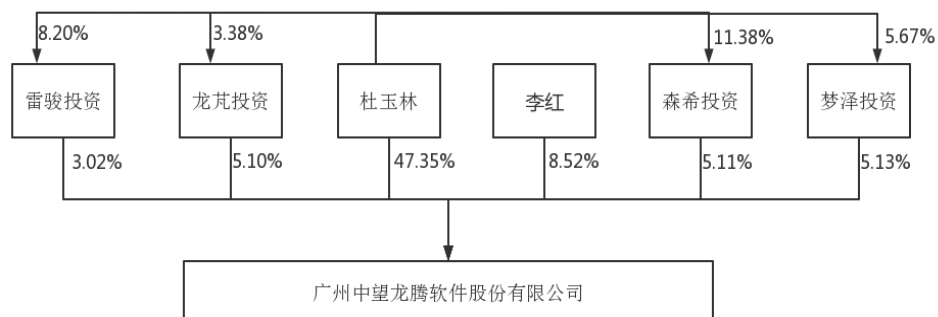 8.20%
3.38%
11.38%
5.67%
雷骏投资
龙芃投资
杜玉林
李红
森希投资
梦泽投资
3.02%
5.10%
47.35%
8.52%
5.11%
5.13%
广州中望龙腾软件股份有限公司